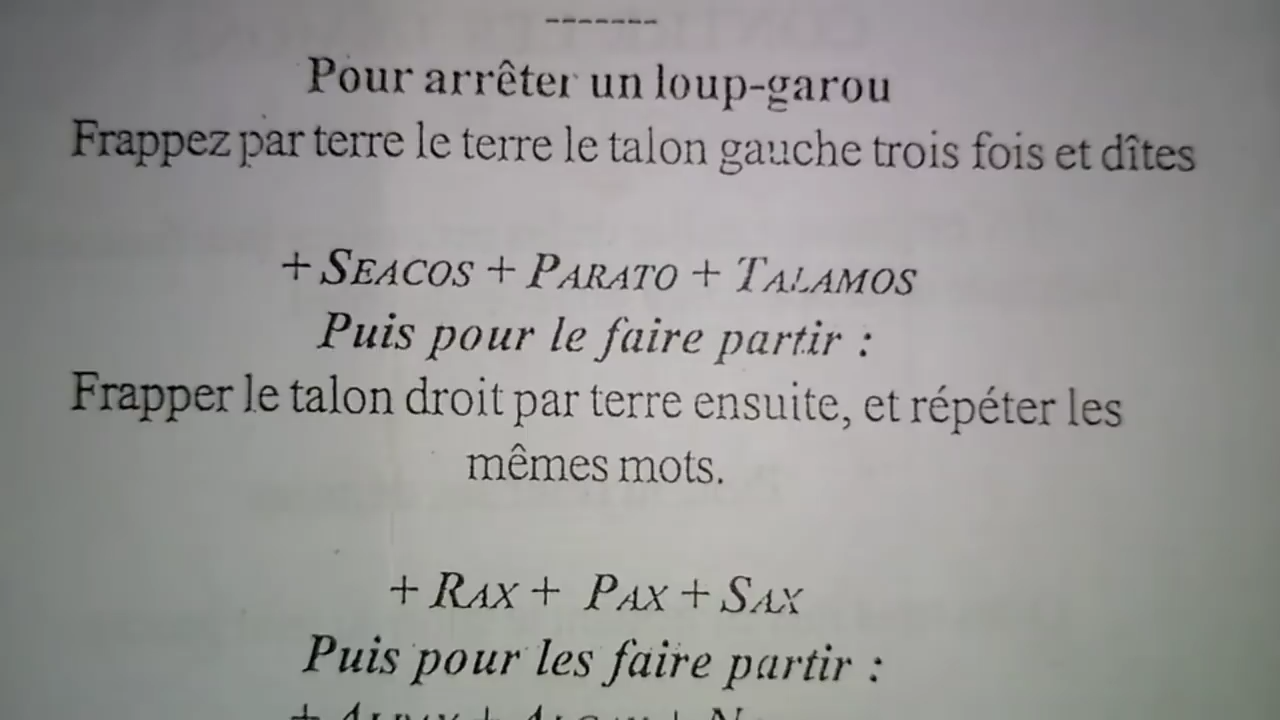 -------
Pour arrêter un loup-garou
Frappez par terre le terre le talon gauche trois fois et dîtes
+ SEACOS + PARATO + TALAMOS
Puis pour le faire partir :
Frapper le talon droit par terre ensuite, et répéter les
mêmes mots.
+ RAX + PAX + SAX
Puis pour les faire partir :